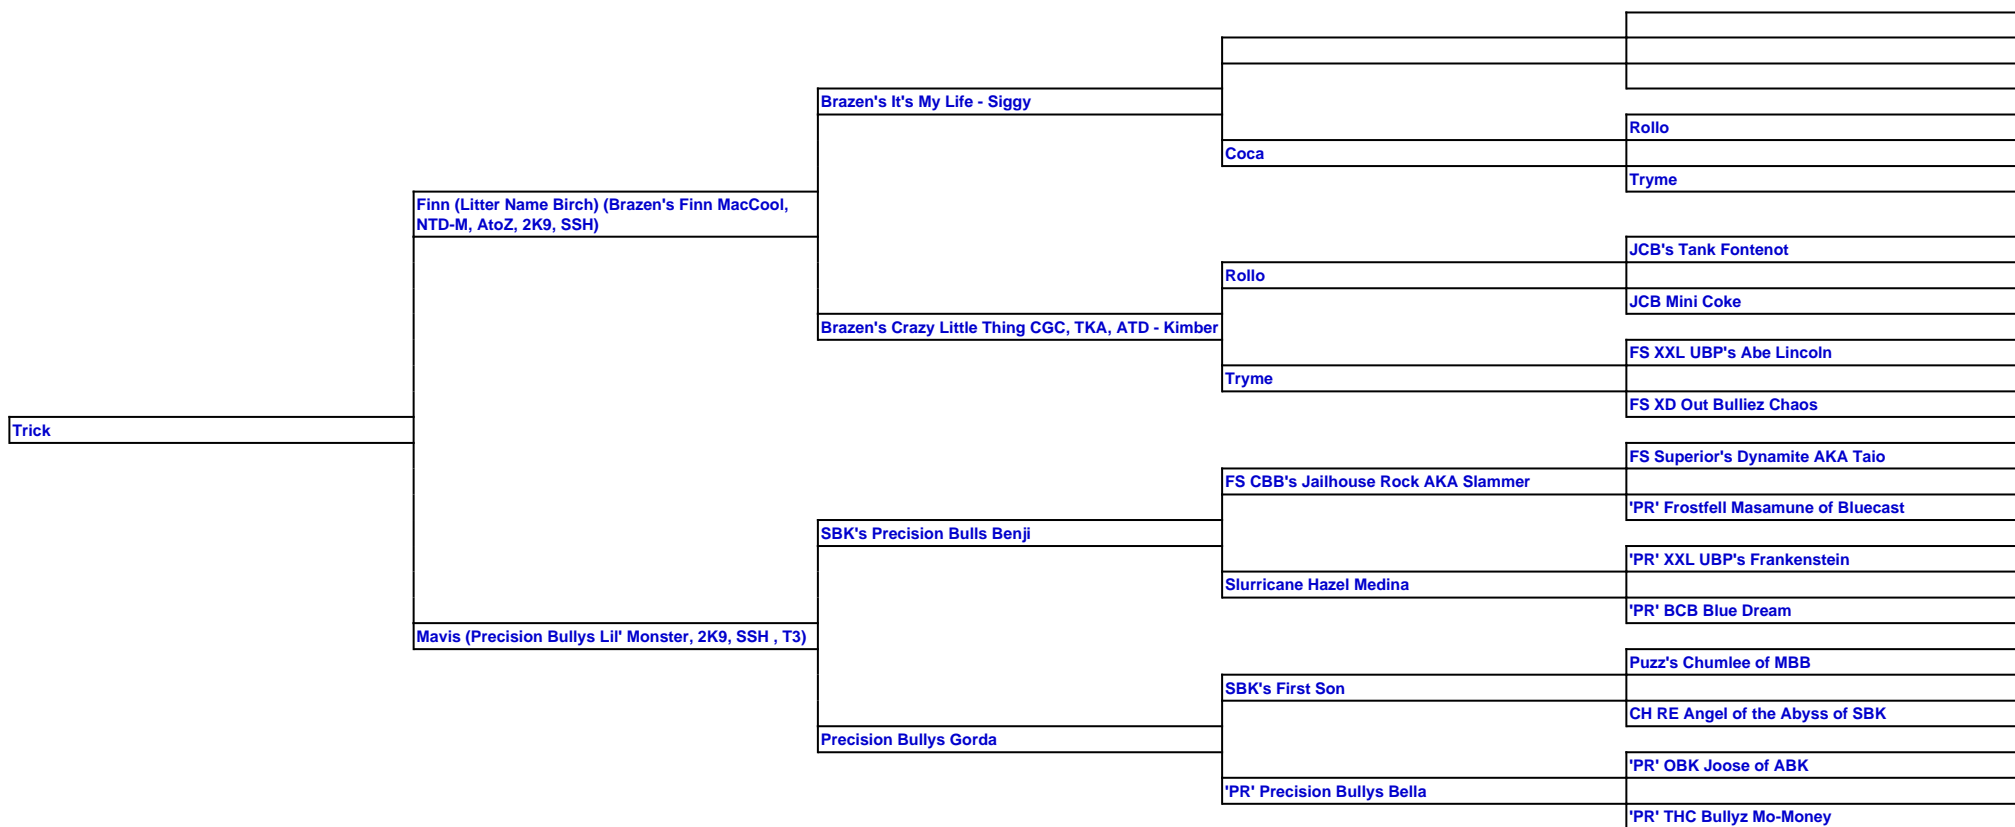 Brazen's It's My Life - Siggy
Rollo
Coca
Tryme
Finn (Litter Name Birch) (Brazen's Finn MacCool,
NTD-M, AtoZ, 2K9, SSH)
JCB's Tank Fontenot
Rollo
JCB Mini Coke
Brazen's Crazy Little Thing CGC, TKA, ATD - Kimber
FS XXL UBP's Abe Lincoln
Tryme
FS XD Out Bulliez Chaos
Trick
FS Superior's Dynamite AKA Taio
FS CBB's Jailhouse Rock AKA Slammer
'PR' Frostfell Masamune of Bluecast
SBK's Precision Bulls Benji
'PR' XXL UBP's Frankenstein
Slurricane Hazel Medina
'PR' BCB Blue Dream
Mavis (Precision Bullys Lil' Monster, 2K9, SSH , T3)
Puzz's Chumlee of MBB
SBK's First Son
CH RE Angel of the Abyss of SBK
Precision Bullys Gorda
'PR' OBK Joose of ABK
'PR' Precision Bullys Bella
'PR' THC Bullyz Mo-Money